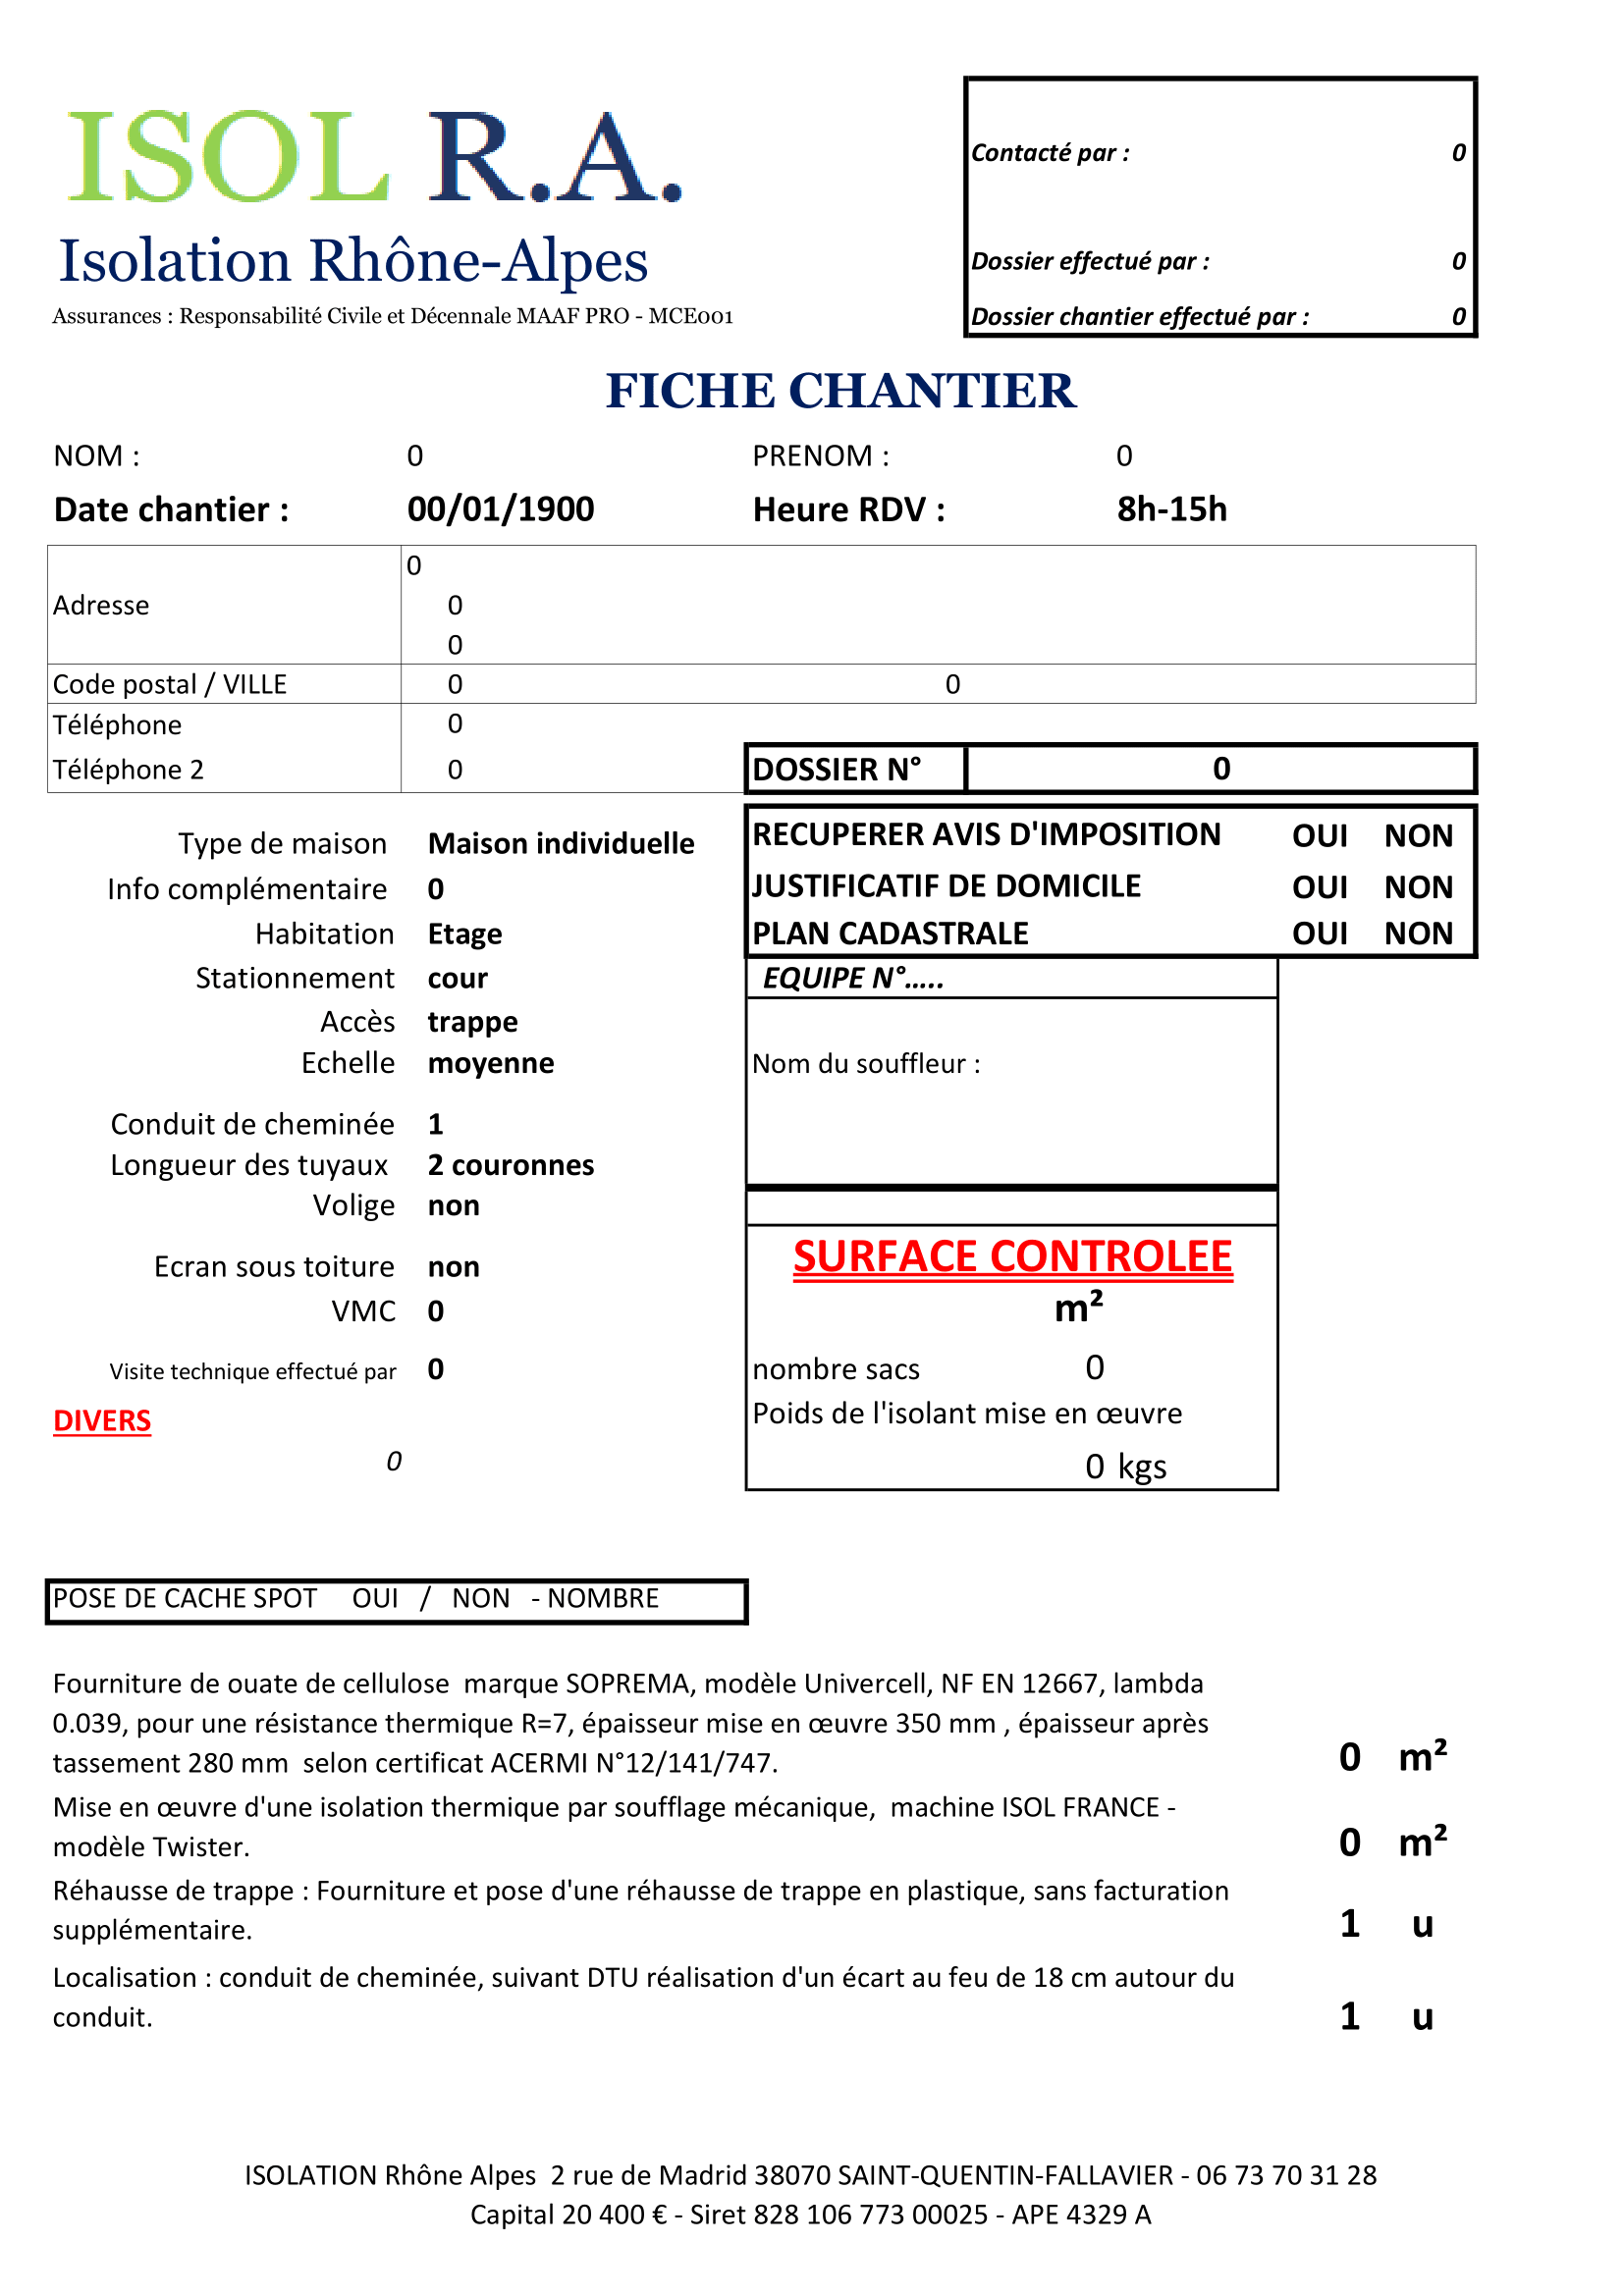 ISOL R.A.
Isolation Rhône-Alpes
Assurances : Responsabilité Civile et Décennale MAAF PRO - MCE001
Contacté par : 0
Dossier effectué par : 0
Dossier chantier effectué par : 0
FICHE CHANTIER
NOM : 0 PRENOM : 0
Date chantier : 00/01/1900 Heure RDV : 8h-15h
0
Adresse 0
0
Code postal / VILLE 0 0
Téléphone 0
Téléphone 2 0
DOSSIER N° 0
Type de maison Maison individuelle
Info complémentaire 0
Habitation Etage
Stationnement cour
Accès trappe
Echelle moyenne
Conduit de cheminée 1
Longueur des tuyaux 2 couronnes
Volige non
Ecran sous toiture non
VMC 0
Visite technique effectué par 0
DIVERS
0
RECUPERER AVIS D'IMPOSITION OUI NON
JUSTIFICATIF DE DOMICILE OUI NON
PLAN CADASTRALE OUI NON
EQUIPE N°.....
Nom du souffleur :
SURFACE CONTROLEE
m²
nombre sacs 0
Poids de l'isolant mise en œuvre
0 kgs
POSE DE CACHE SPOT OUI / NON - NOMBRE
Fourniture de ouate de cellulose marque SOPREMA, modèle Univercell, NF EN 12667, lambda
0.039, pour une résistance thermique R=7, épaisseur mise en œuvre 350 mm , épaisseur après
tassement 280 mm selon certificat ACERMI N°12/141/747.
0 m²
Mise en œuvre d'une isolation thermique par soufflage mécanique, machine ISOL FRANCE -
modèle Twister.
0 m²
Réhausse de trappe : Fourniture et pose d'une réhausse de trappe en plastique, sans facturation
supplémentaire.
1 u
Localisation : conduit de cheminée, suivant DTU réalisation d'un écart au feu de 18 cm autour du
conduit.
1 u
ISOLATION Rhône Alpes 2 rue de Madrid 38070 SAINT-QUENTIN-FALLAVIER - 06 73 70 31 28
Capital 20 400 € - Siret 828 106 773 00025 - APE 4329 A